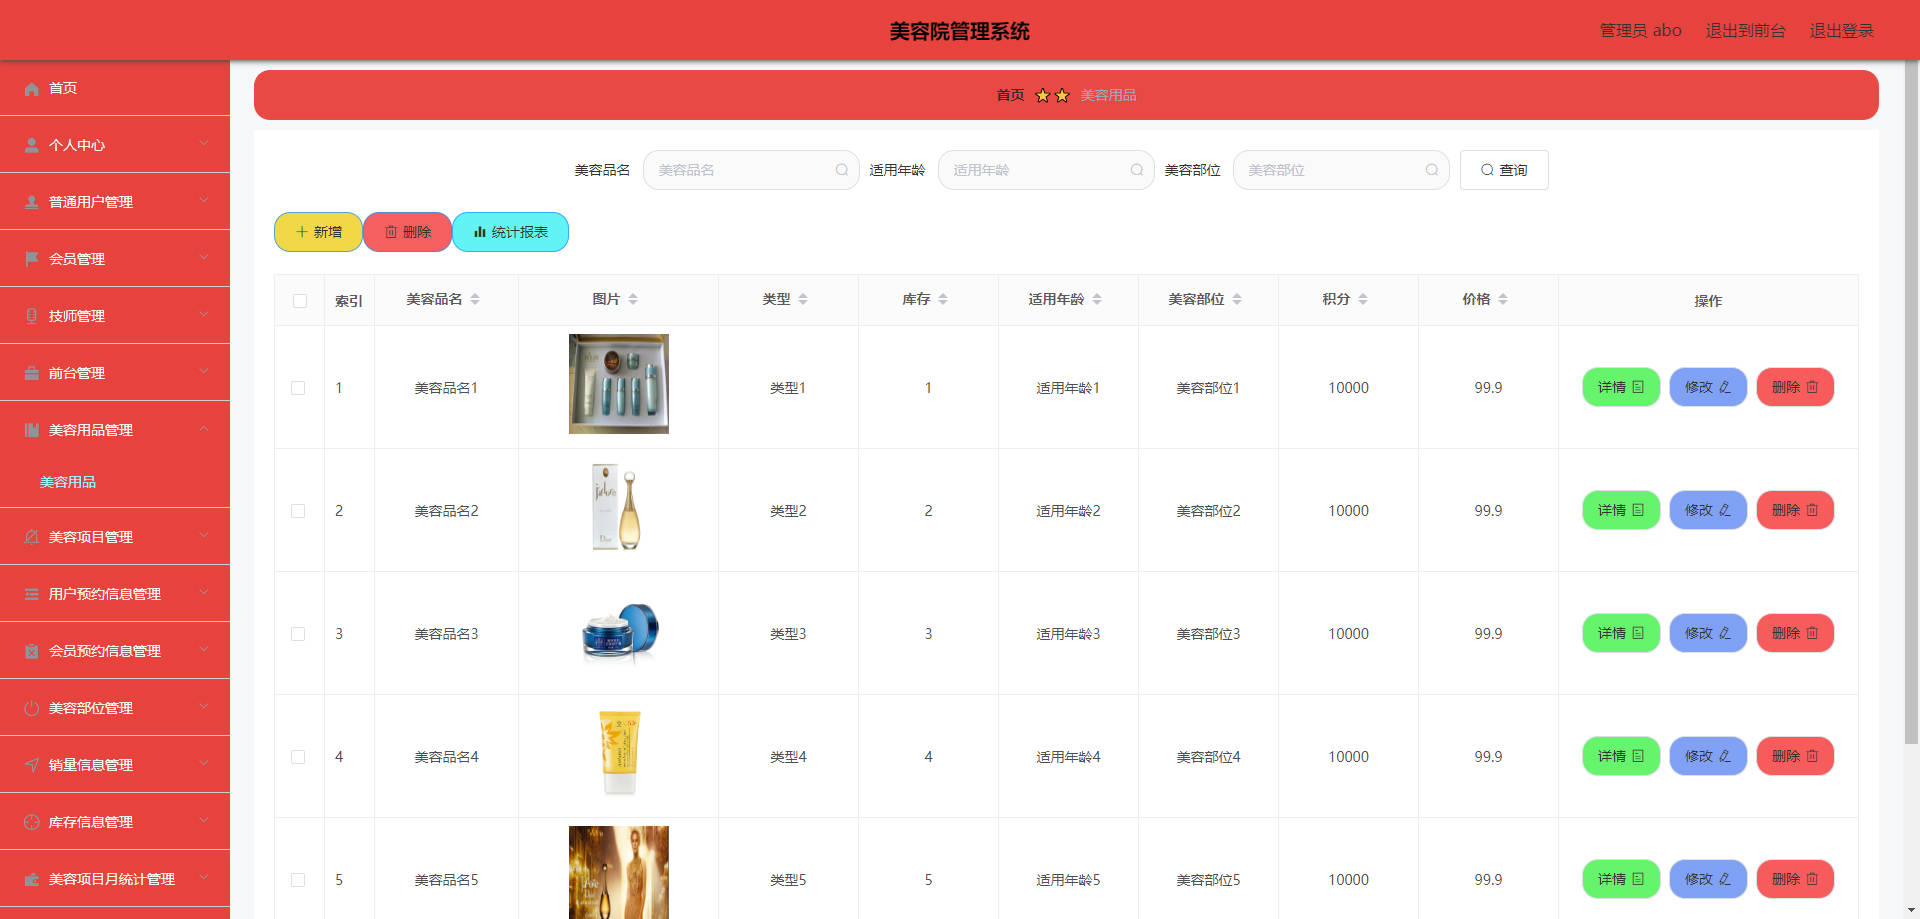 美容院管理系统
管理员 abo 退出到前台 退出登录
首页
个人中心
普通用户管理
会员管理
技师管理
前台管理
美容用品管理
美容用品
美容项目管理
用户预约信息管理
会员预约信息管理
美容部位管理
销量信息管理
库存信息管理
美容项目月统计管理
首页 美容用品
美容品名 美容品名 适用年龄 适用年龄 美容部位 美容部位 查询
新增 删除 统计报表
索引 美容品名 图片 类型 库存 适用年龄 美容部位 积分 价格 操作
1 美容品名1 类型1 1 适用年龄1 美容部位1 10000 99.9 详情 修改 删除
2 美容品名2 类型2 2 适用年龄2 美容部位2 10000 99.9 详情 修改 删除
j'adore
Dior
3 美容品名3 类型3 3 适用年龄3 美容部位3 10000 99.9 详情 修改 删除
4 美容品名4 类型4 4 适用年龄4 美容部位4 10000 99.9 详情 修改 删除
5 美容品名5 类型5 5 适用年龄5 美容部位5 10000 99.9 详情 修改 删除